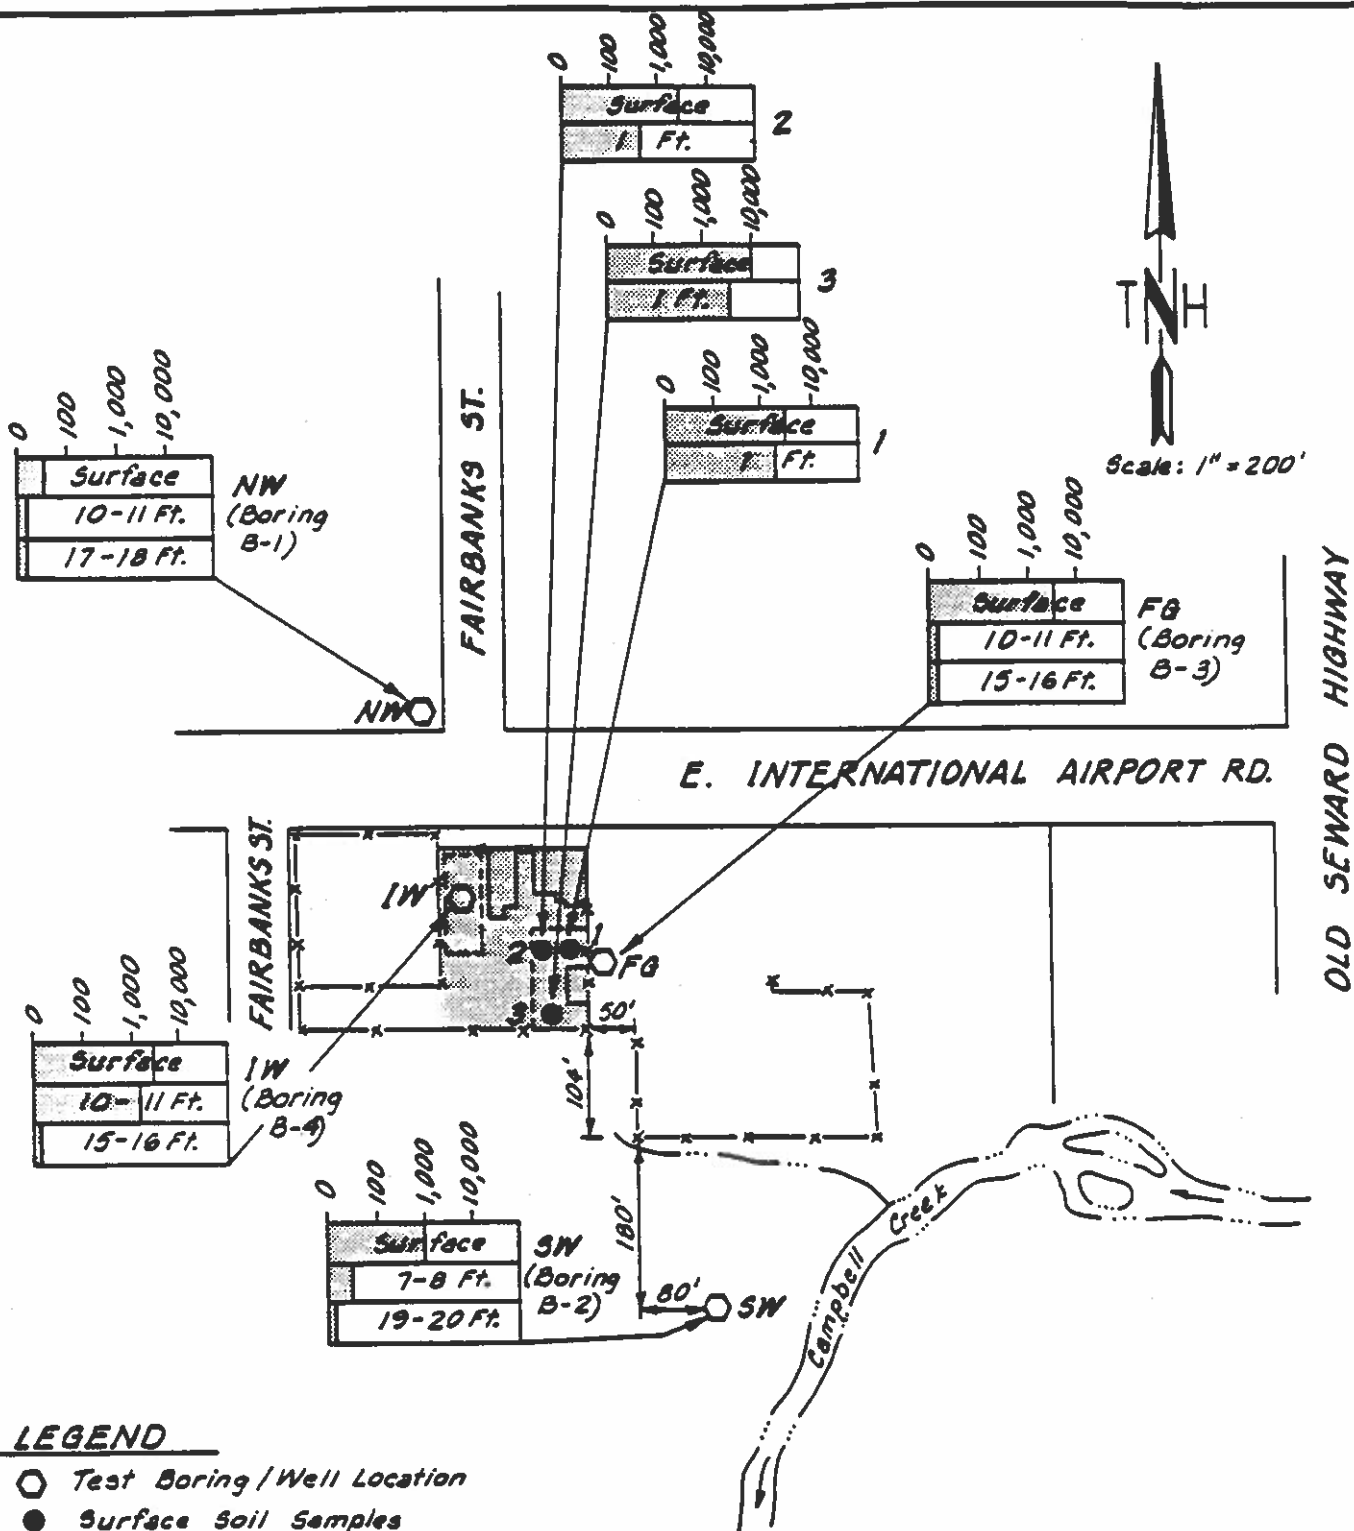 0 100 1,000 10,000
Surface
1 Ft.
2
0 100 1,000 10,000
Surface
1 Ft.
3
0 100 1,000 10,000
Surface
1 Ft.
1
TNH
Scale: 1" = 200'
0 100 1,000 10,000
Surface
10-11 Ft.
17-18 Ft.
NW
(Boring
B-1)
FAIRBANKS ST.
0 100 1,000 10,000
Surface
10-11 Ft.
15-16 Ft.
FG
(Boring
B-3)
OLD SEWARD HIGHWAY
NW
E. INTERNATIONAL AIRPORT RD.
FAIRBANKS ST.
IW
2
1
FG
3
50'
104'
0 100 1,000 10,000
Surface
10-11 Ft.
15-16 Ft.
IW
(Boring
B-4)
0 100 1,000 10,000
Surface
7-8 Ft.
19-20 Ft.
SW
(Boring
B-2)
180'
80'
SW
Campbell Creek
LEGEND
Test Boring / Well Location
Surface Soil Samples